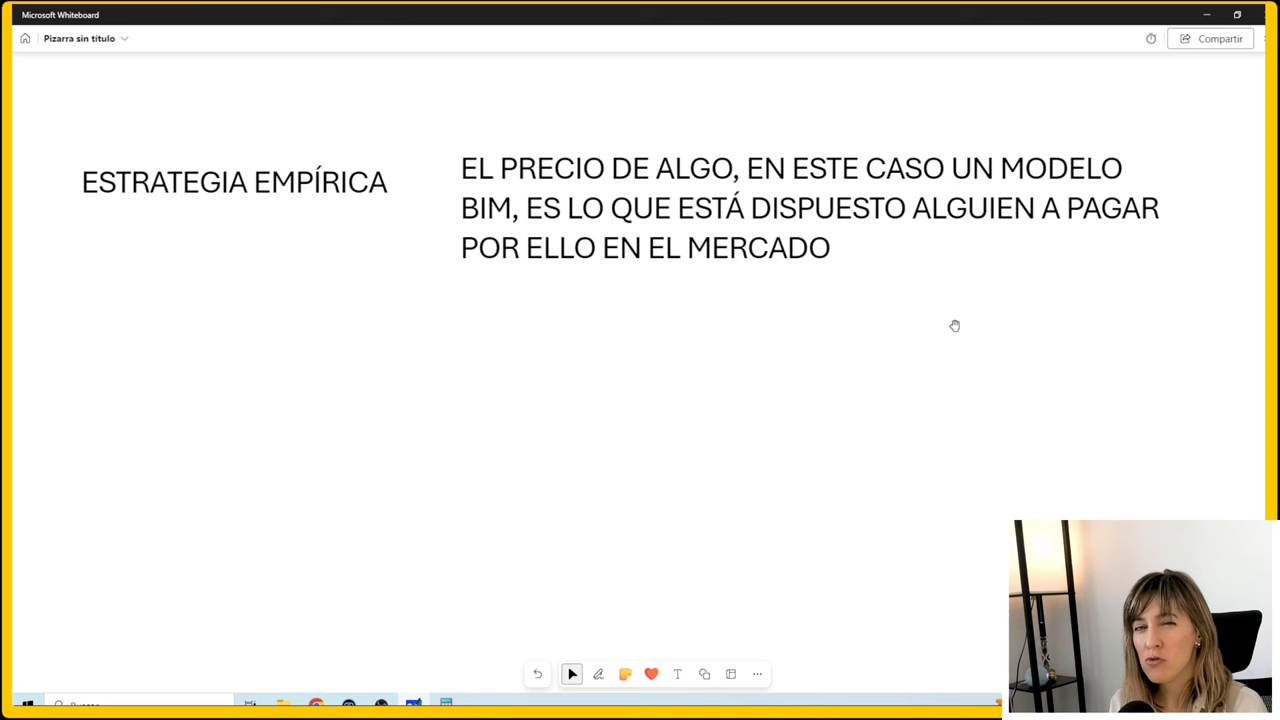 Microsoft Whiteboard
Pizarra sin título
Compartir
ESTRATEGIA EMPÍRICA
EL PRECIO DE ALGO, EN ESTE CASO UN MODELO
BIM, ES LO QUE ESTÁ DISPUESTO ALGUIEN A PAGAR
POR ELLO EN EL MERCADO